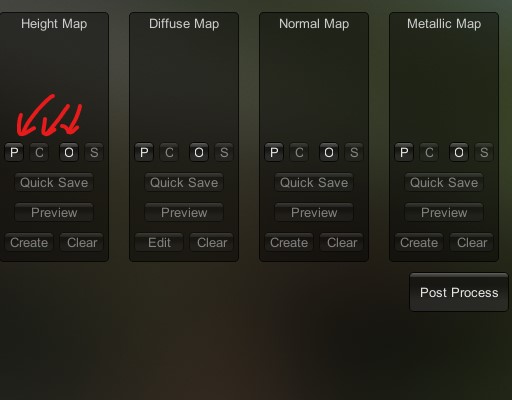 Height Map Diffuse Map Normal Map Metallic Map
P C O S P C O S P C O S P C O S
Quick Save Quick Save Quick Save Quick Save
Preview Preview Preview Preview
Create Clear Edit Clear Create Clear Create Clear
Post Process